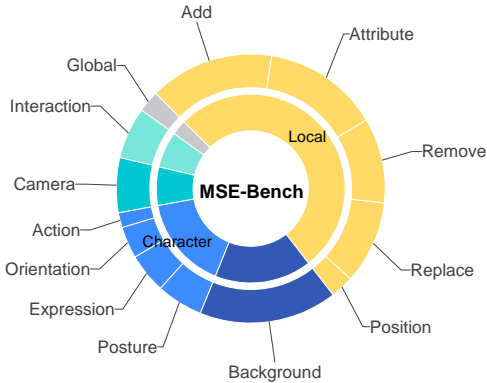 Add
Attribute
Global
Interaction
Local
Remove
Camera
MSE-Bench
Action
Character
Orientation
Replace
Expression
Position
Posture
Background